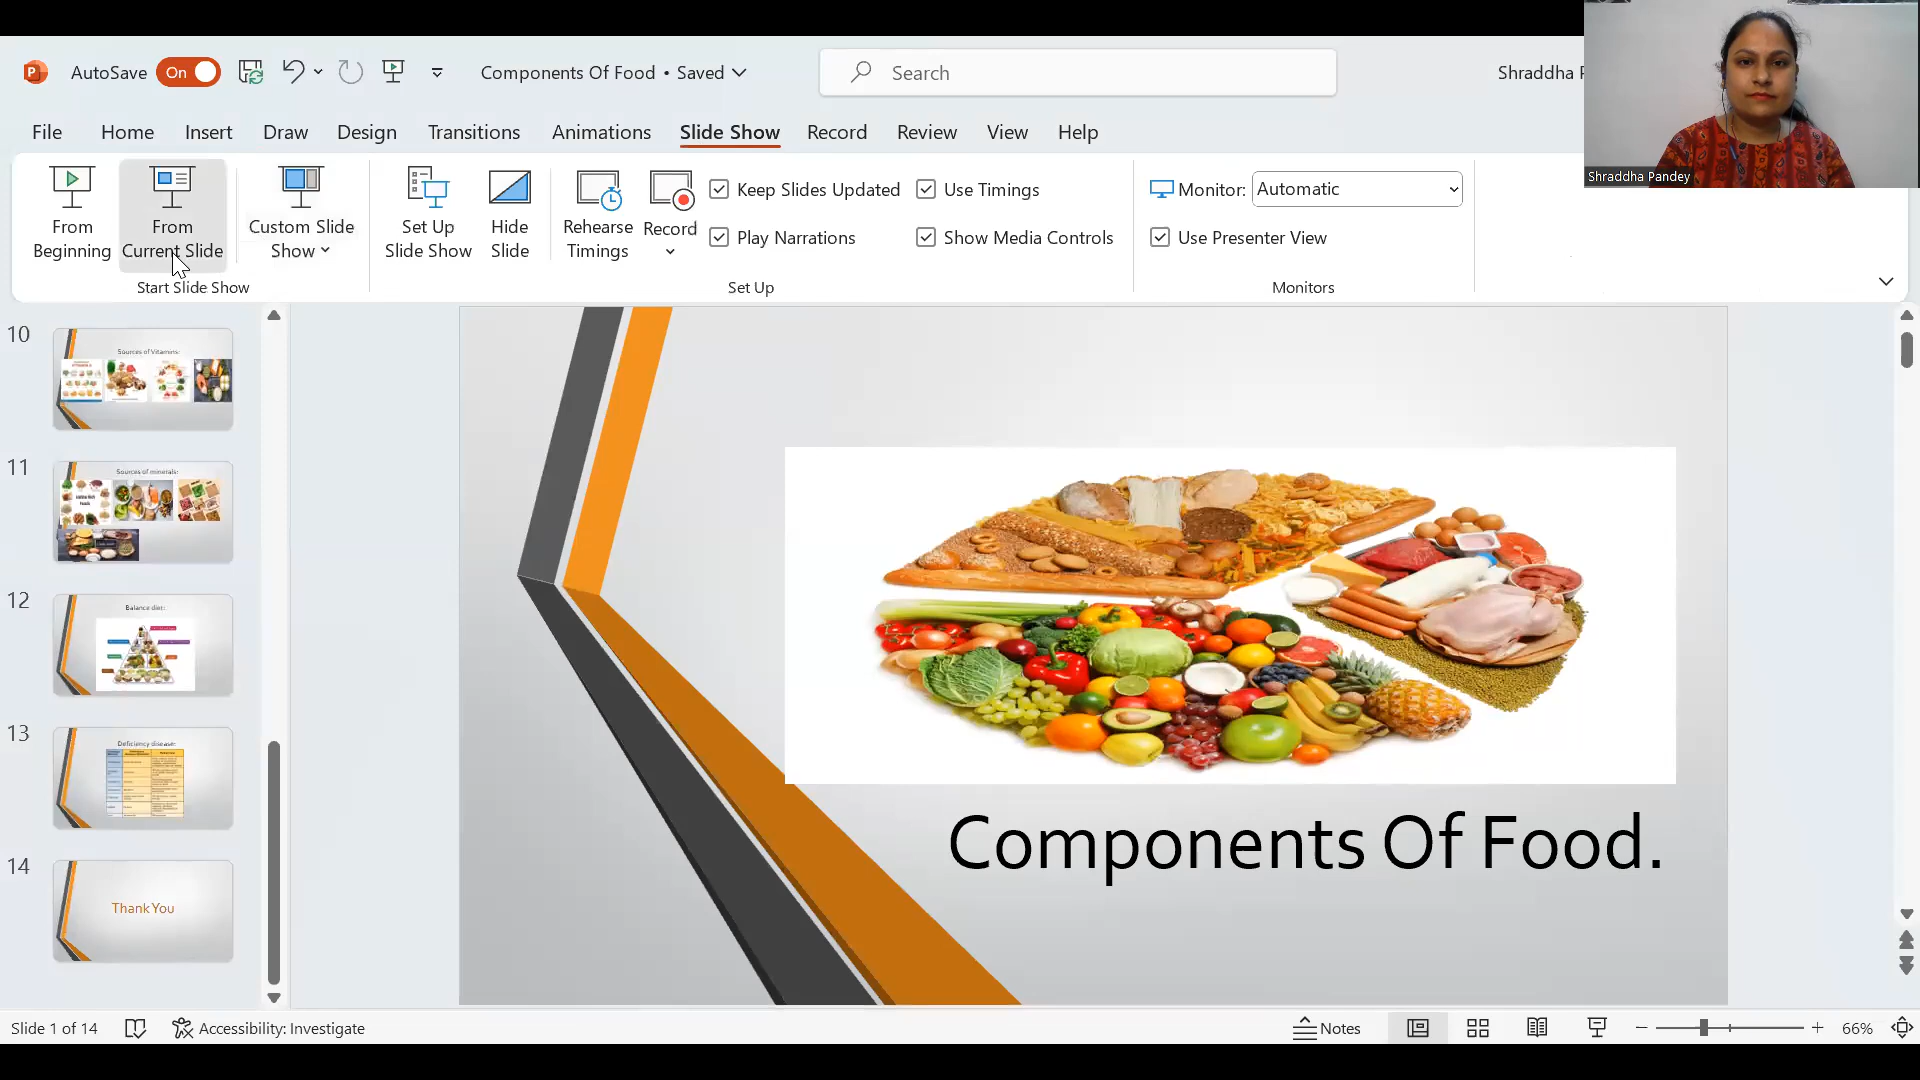 AutoSave On Components Of Food • Saved Search Shraddha P
File Home Insert Draw Design Transitions Animations Slide Show Record Review View Help
From Beginning
From Current Slide
Custom Slide Show
Start Slide Show
Set Up Slide Show
Hide Slide
Rehearse Timings
Record
Keep Slides Updated
Use Timings
Play Narrations
Show Media Controls
Set Up
Monitor: Automatic
Use Presenter View
Monitors
Shraddha Pandey
10
Sources of Vitamins:
11
Sources of minerals:
12
Balance diet:
13
Deficiency disease:
14
Thank You
Components Of Food.
Slide 1 of 14 Accessibility: Investigate Notes 66%